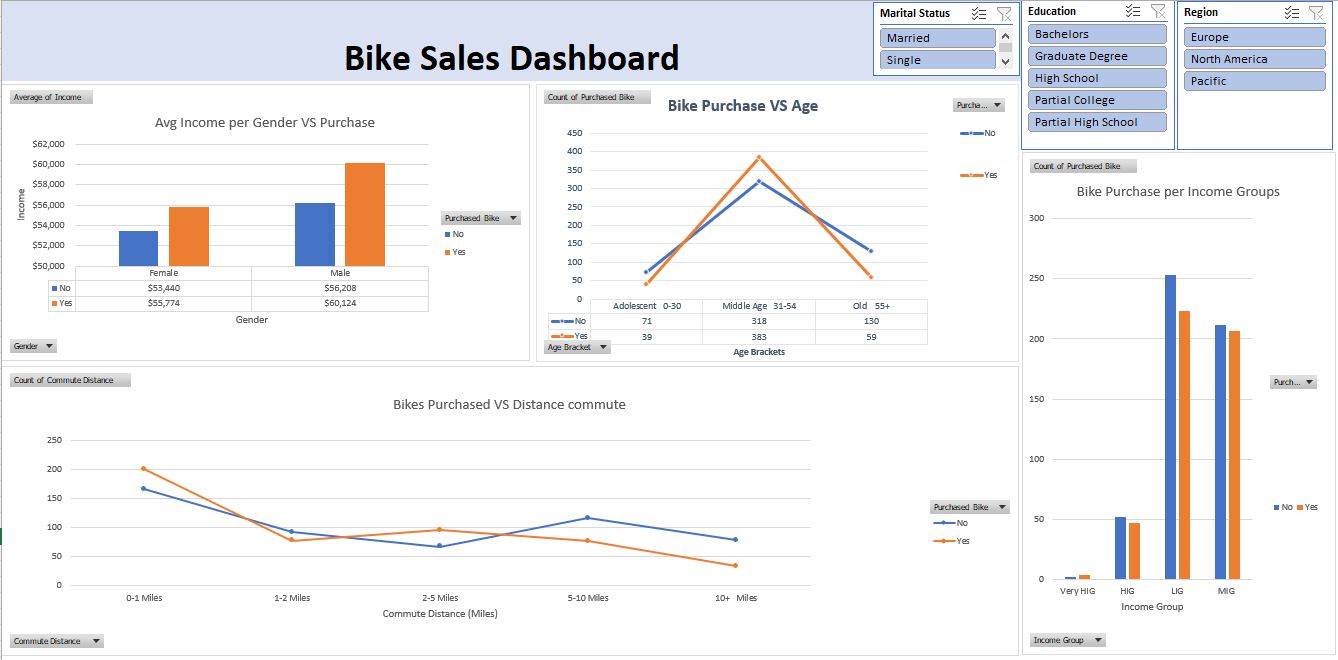 Bike Sales Dashboard
Marital Status
Married
Single
Education
Bachelors
Graduate Degree
High School
Partial College
Partial High School
Region
Europe
North America
Pacific
Average of Income
Avg Income per Gender VS Purchase
$62,000
$60,000
$58,000
$56,000
$54,000
$52,000
$50,000
Income
Female Male
No $53,440 $56,208
Yes $55,774 $60,124
Gender
Purchased Bike
No
Yes
Gender
Count of Purchased Bike
Bike Purchase VS Age
Purcha...
No
Yes
450
400
350
300
250
200
150
100
50
0
Adolescent 0-30 Middle Age 31-54 Old 55+
No 71 318 130
Yes 39 383 59
Age Bracket
Age Brackets
Count of Commute Distance
Bikes Purchased VS Distance commute
250
200
150
100
50
0
0-1 Miles 1-2 Miles 2-5 Miles 5-10 Miles 10+ Miles
Commute Distance (Miles)
Purchased Bike
No
Yes
Commute Distance
Count of Purchased Bike
Bike Purchase per Income Groups
300
250
200
150
100
50
0
Very HIG HIG LIG MIG
Income Group
Purch...
No Yes
Income Group